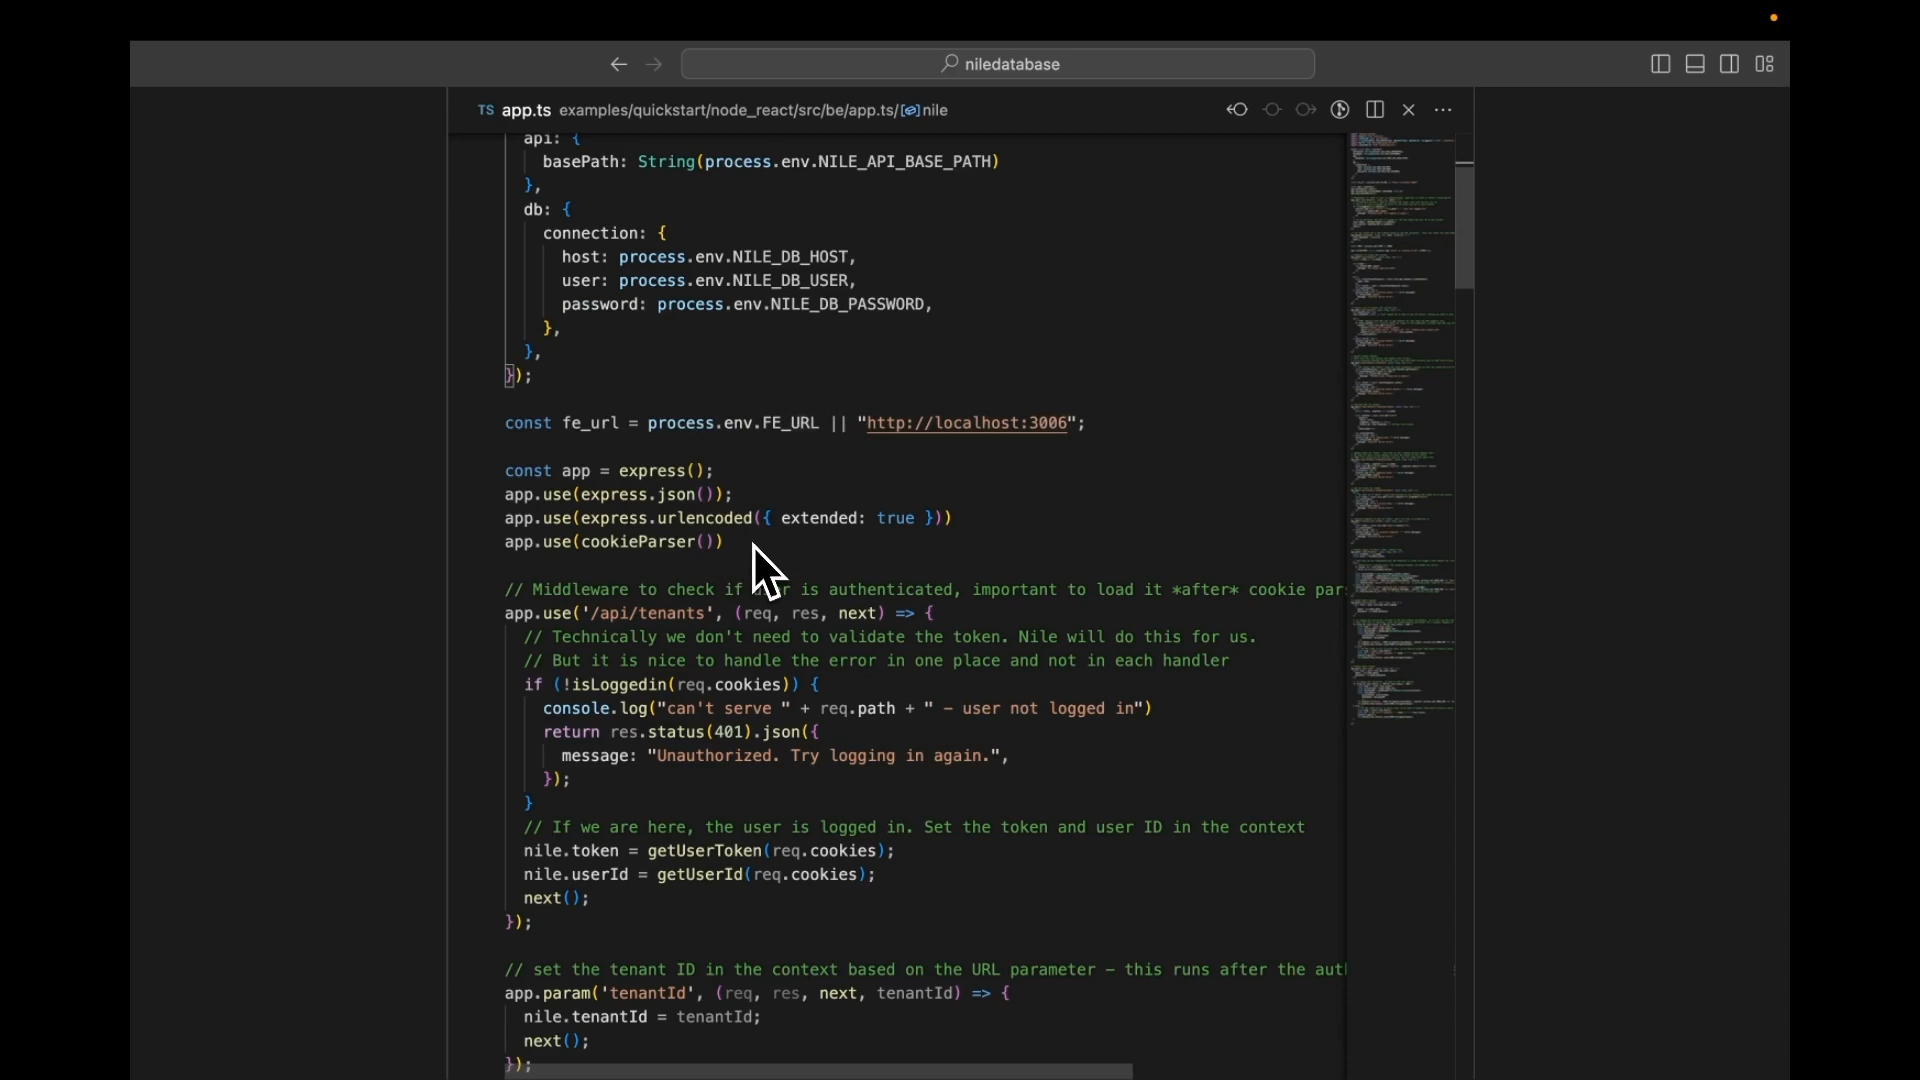 niledatabase
TS app.ts examples/quickstart/node_react/src/be/app.ts/[@]nile
api: {
basePath: String(process.env.NILE_API_BASE_PATH)
},
db: {
connection: {
host: process.env.NILE_DB_HOST,
user: process.env.NILE_DB_USER,
password: process.env.NILE_DB_PASSWORD,
},
},
});
const fe_url = process.env.FE_URL || "http://localhost:3006";
const app = express();
app.use(express.json());
app.use(express.urlencoded({ extended: true }))
app.use(cookieParser())
// Middleware to check if is authenticated, important to load it *after* cookie par
app.use('/api/tenants', (req, res, next) => {
// Technically we don't need to validate the token. Nile will do this for us.
// But it is nice to handle the error in one place and not in each handler
if (!isLoggedin(req.cookies)) {
console.log("can't serve " + req.path + " – user not logged in")
return res.status(401).json({
message: "Unauthorized. Try logging in again.",
});
}
// If we are here, the user is logged in. Set the token and user ID in the context
nile.token = getUserToken(req.cookies);
nile.userId = getUserId(req.cookies);
next();
});
// set the tenant ID in the context based on the URL parameter – this runs after the aut
app.param('tenantId', (req, res, next, tenantId) => {
nile.tenantId = tenantId;
next();
});